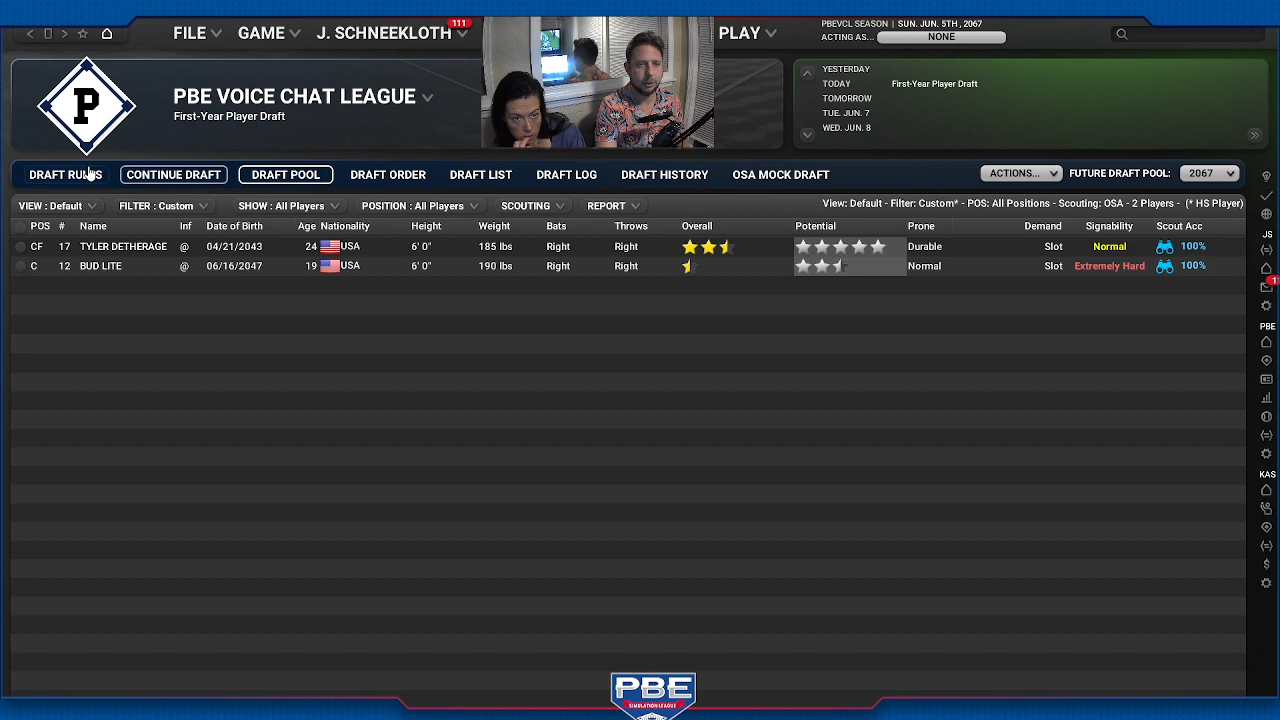 FILE GAME J. SCHNEEKLOTH 111 PLAY
PBEVCL SEASON | SUN. JUN. 5TH , 2067
ACTING AS... NONE
P
PBE VOICE CHAT LEAGUE
First-Year Player Draft
YESTERDAY
TODAY First-Year Player Draft
TOMORROW
TUE. JUN. 7
WED. JUN. 8
DRAFT RULES CONTINUE DRAFT DRAFT POOL DRAFT ORDER DRAFT LIST DRAFT LOG DRAFT HISTORY OSA MOCK DRAFT ACTIONS... FUTURE DRAFT POOL: 2067
VIEW : Default FILTER : Custom SHOW : All Players POSITION : All Players SCOUTING REPORT View: Default - Filter: Custom* - POS: All Positions - Scouting: OSA - 2 Players - (* HS Player)
POS # Name Inf Date of Birth Age Nationality Height Weight Bats Throws Overall Potential Prone Demand Signability Scout Acc
CF 17 TYLER DETHERAGE @ 04/21/2043 24 USA 6' 0" 185 lbs Right Right Durable Slot Normal 100%
C 12 BUD LITE @ 06/16/2047 19 USA 6' 0" 190 lbs Right Right Normal Slot Extremely Hard 100%
JS
PBE
KAS
PBE
SIMULATION LEAGUE